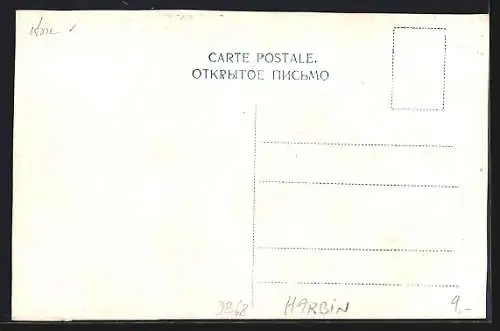 CARTE POSTALE.
ОТКРЫТОЕ ПИСЬМО
HARBIN
9,-